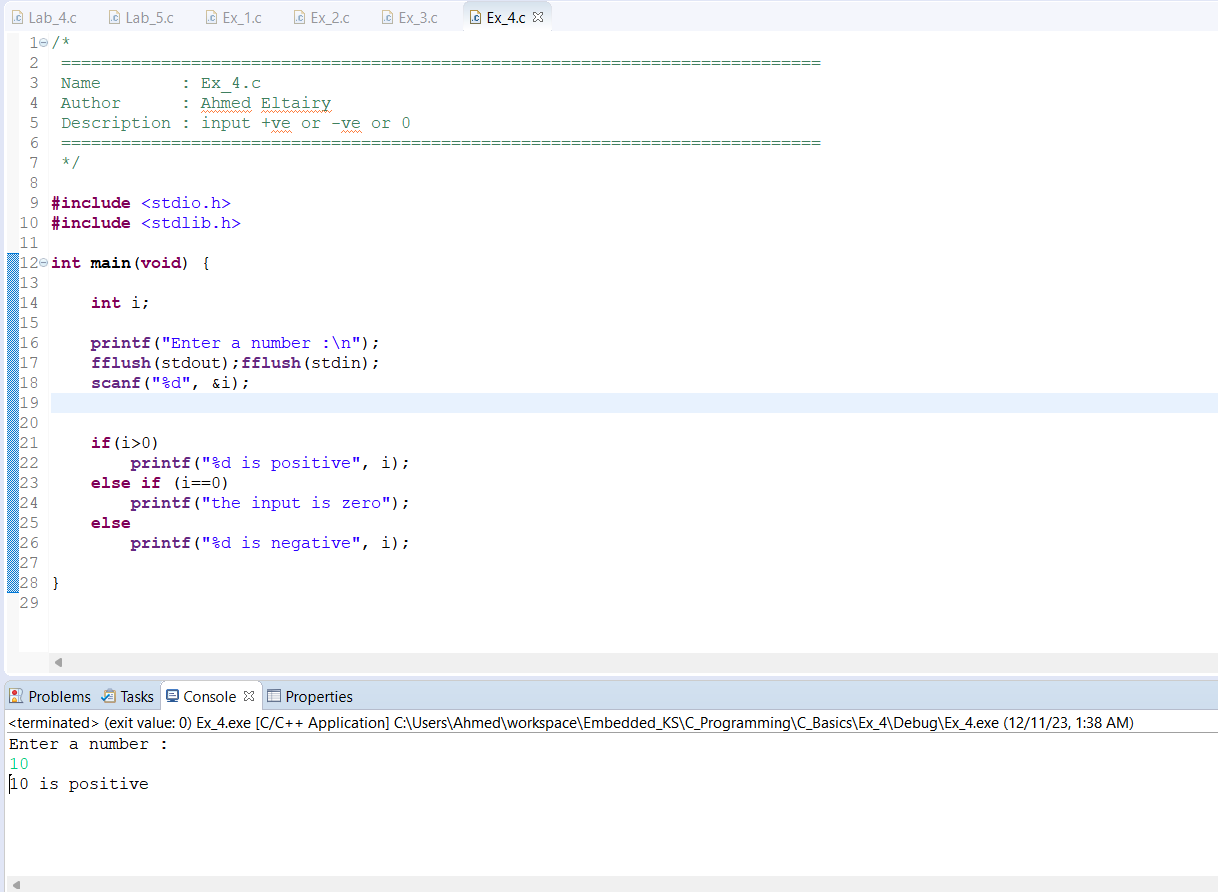 Lab_4.c Lab_5.c Ex_1.c Ex_2.c Ex_3.c Ex_4.c
1 /*
2 ============================================================================
3 Name        : Ex_4.c
4 Author      : Ahmed Eltairy
5 Description : input +ve or -ve or 0
6 ============================================================================
7 */
8
9 #include <stdio.h>
10 #include <stdlib.h>
11
12 int main(void) {
13
14     int i;
15
16     printf("Enter a number :\n");
17     fflush(stdout);fflush(stdin);
18     scanf("%d", &i);
19
20
21     if(i>0)
22         printf("%d is positive", i);
23     else if (i==0)
24         printf("the input is zero");
25     else
26         printf("%d is negative", i);
27
28 }
29
Problems Tasks Console Properties
<terminated> (exit value: 0) Ex_4.exe [C/C++ Application] C:\Users\Ahmed\workspace\Embedded_KS\C_Programming\C_Basics\Ex_4\Debug\Ex_4.exe (12/11/23, 1:38 AM)
Enter a number :
10
10 is positive